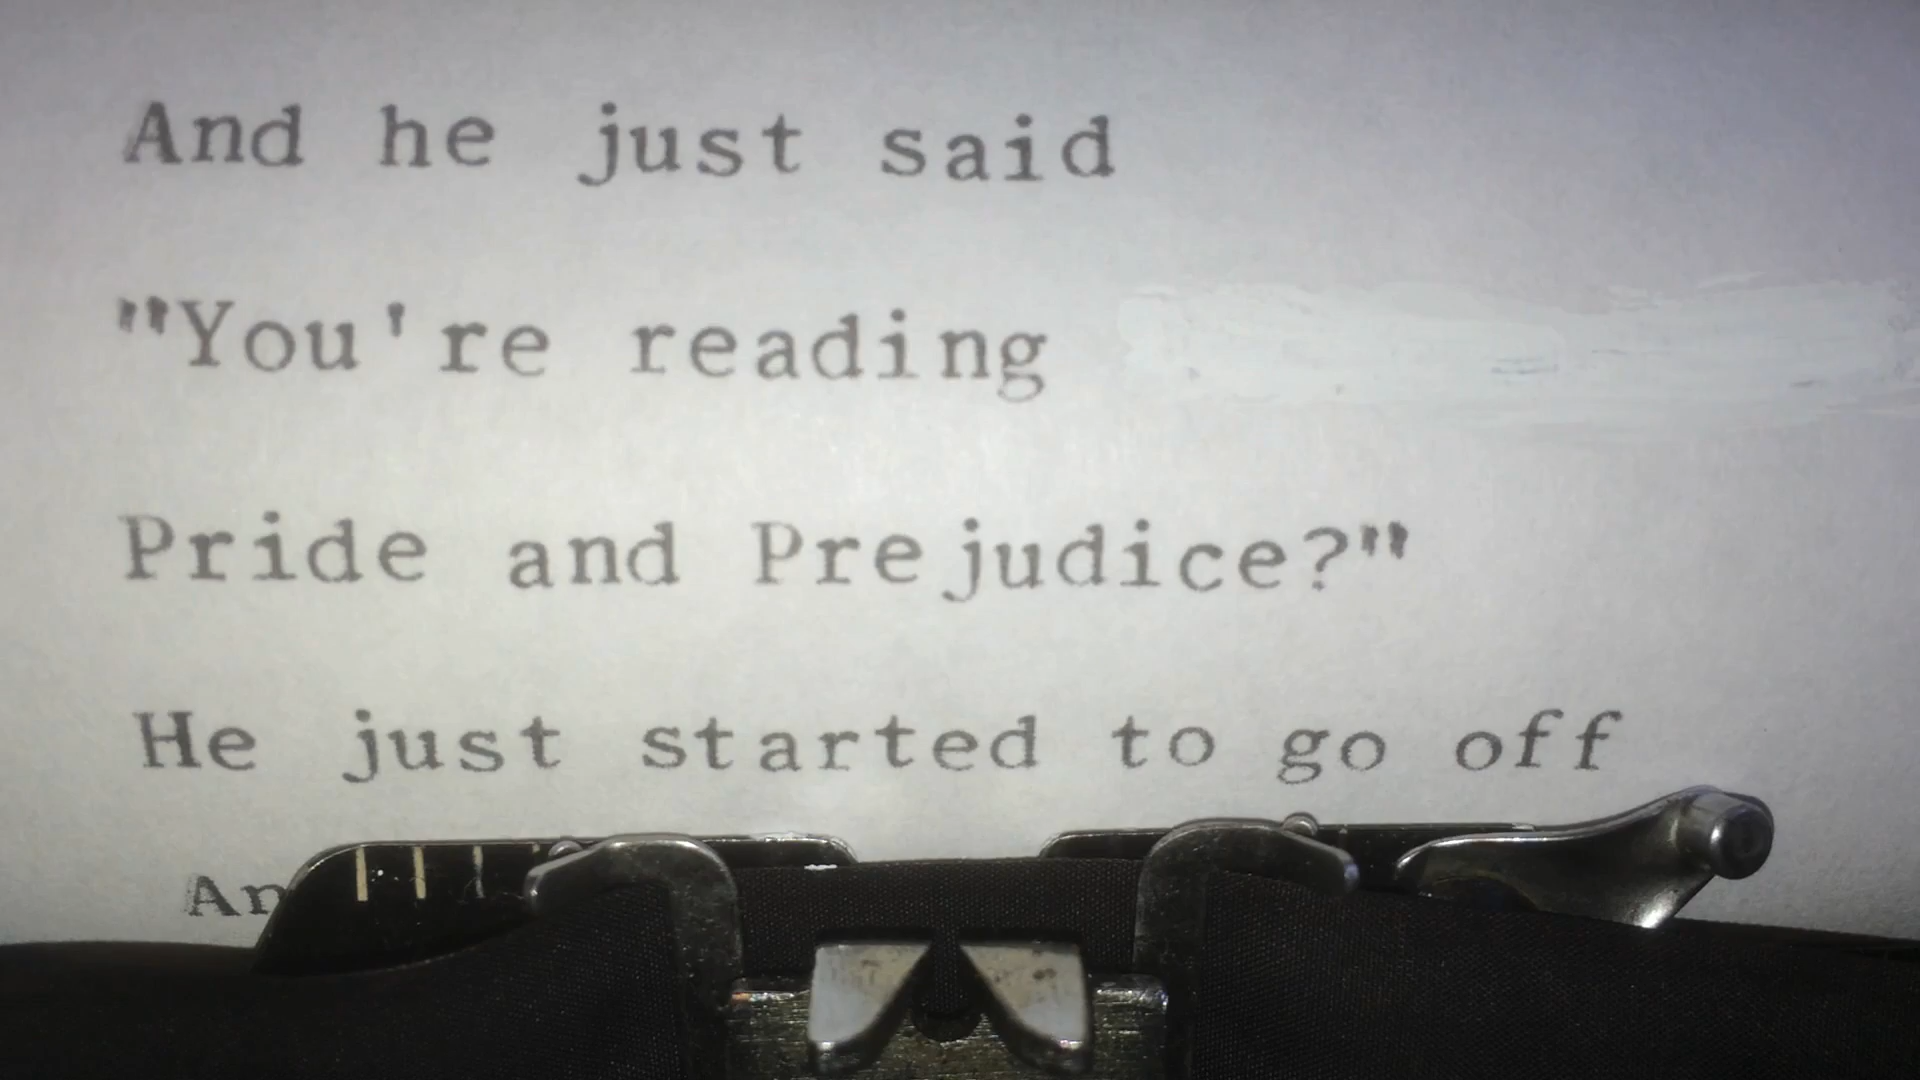 And he just said
"You're reading
Pride and Prejudice?"
He just started to go off